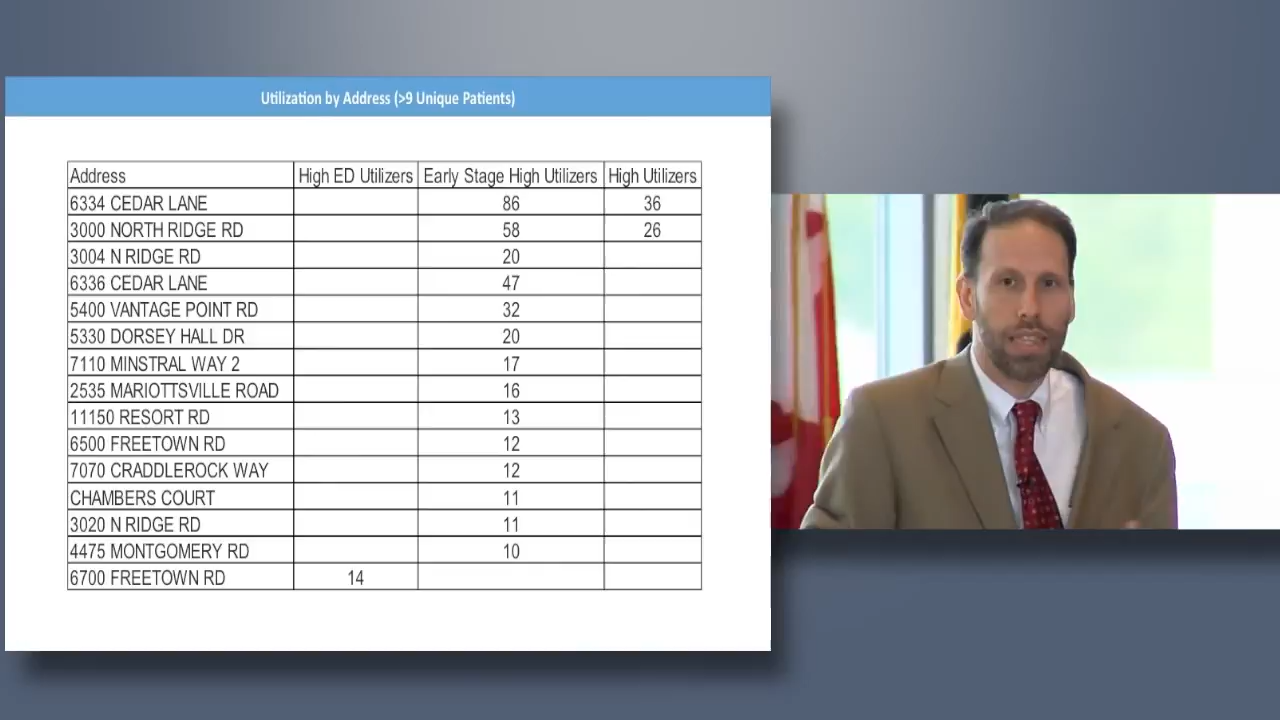 Utilization by Address (>9 Unique Patients)
Address High ED Utilizers Early Stage High Utilizers High Utilizers
6334 CEDAR LANE 86 36
3000 NORTH RIDGE RD 58 26
3004 N RIDGE RD 20
6336 CEDAR LANE 47
5400 VANTAGE POINT RD 32
5330 DORSEY HALL DR 20
7110 MINSTRAL WAY 2 17
2535 MARIOTTSVILLE ROAD 16
11150 RESORT RD 13
6500 FREETOWN RD 12
7070 CRADDLEROCK WAY 12
CHAMBERS COURT 11
3020 N RIDGE RD 11
4475 MONTGOMERY RD 10
6700 FREETOWN RD 14